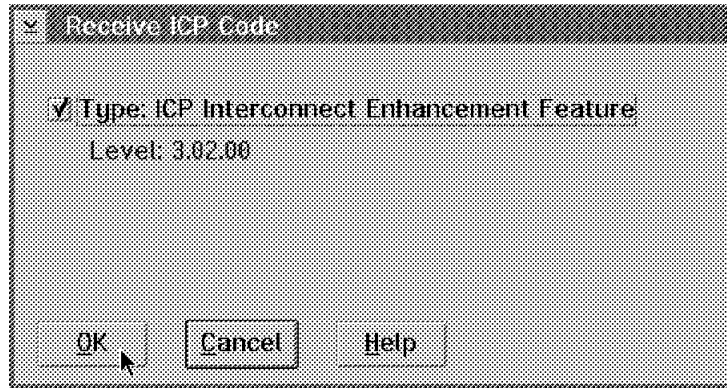 Receive ICP Code
Type: ICP Interconnect Enhancement Feature
Level: 3.02.00
OK Cancel Help